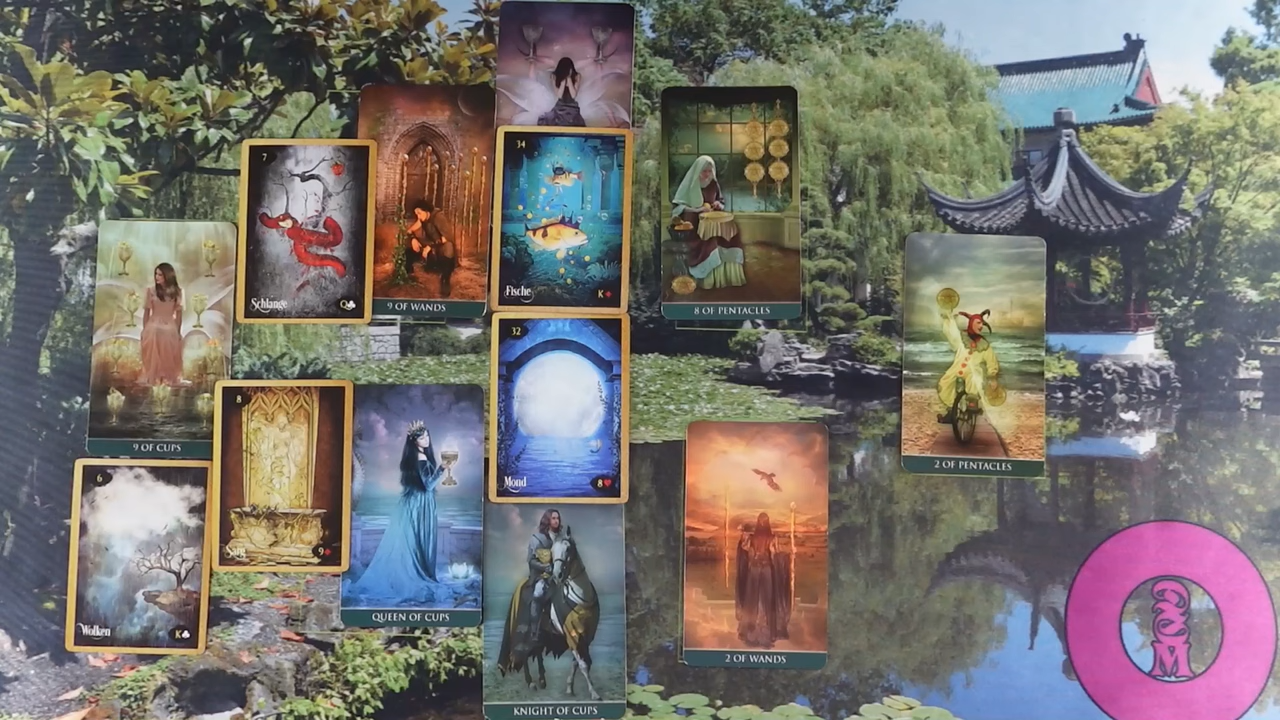 7
Schlange Q♣
9 OF WANDS
34
Fische K♦
8 OF PENTACLES
9 OF CUPS
8
Sarg 9♦
QUEEN OF CUPS
32
Mond 8♥
2 OF PENTACLES
6
Wolken K♣
KNIGHT OF CUPS
2 OF WANDS